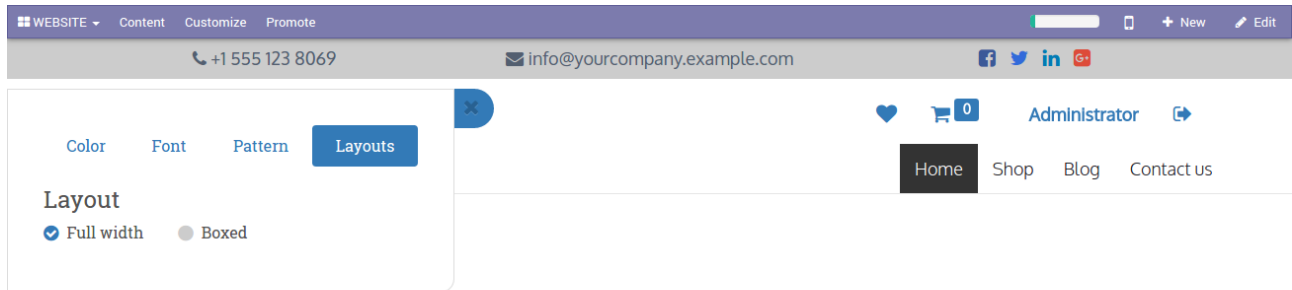 WEBSITE Content Customize Promote New Edit
+1 555 123 8069 info@yourcompany.example.com
0 Administrator
Color Font Pattern Layouts
Home Shop Blog Contact us
Layout
Full width Boxed